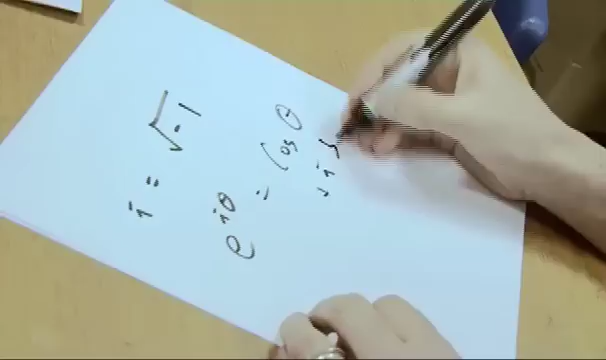 i = √-1
e^iθ = Cos θ
+ i s